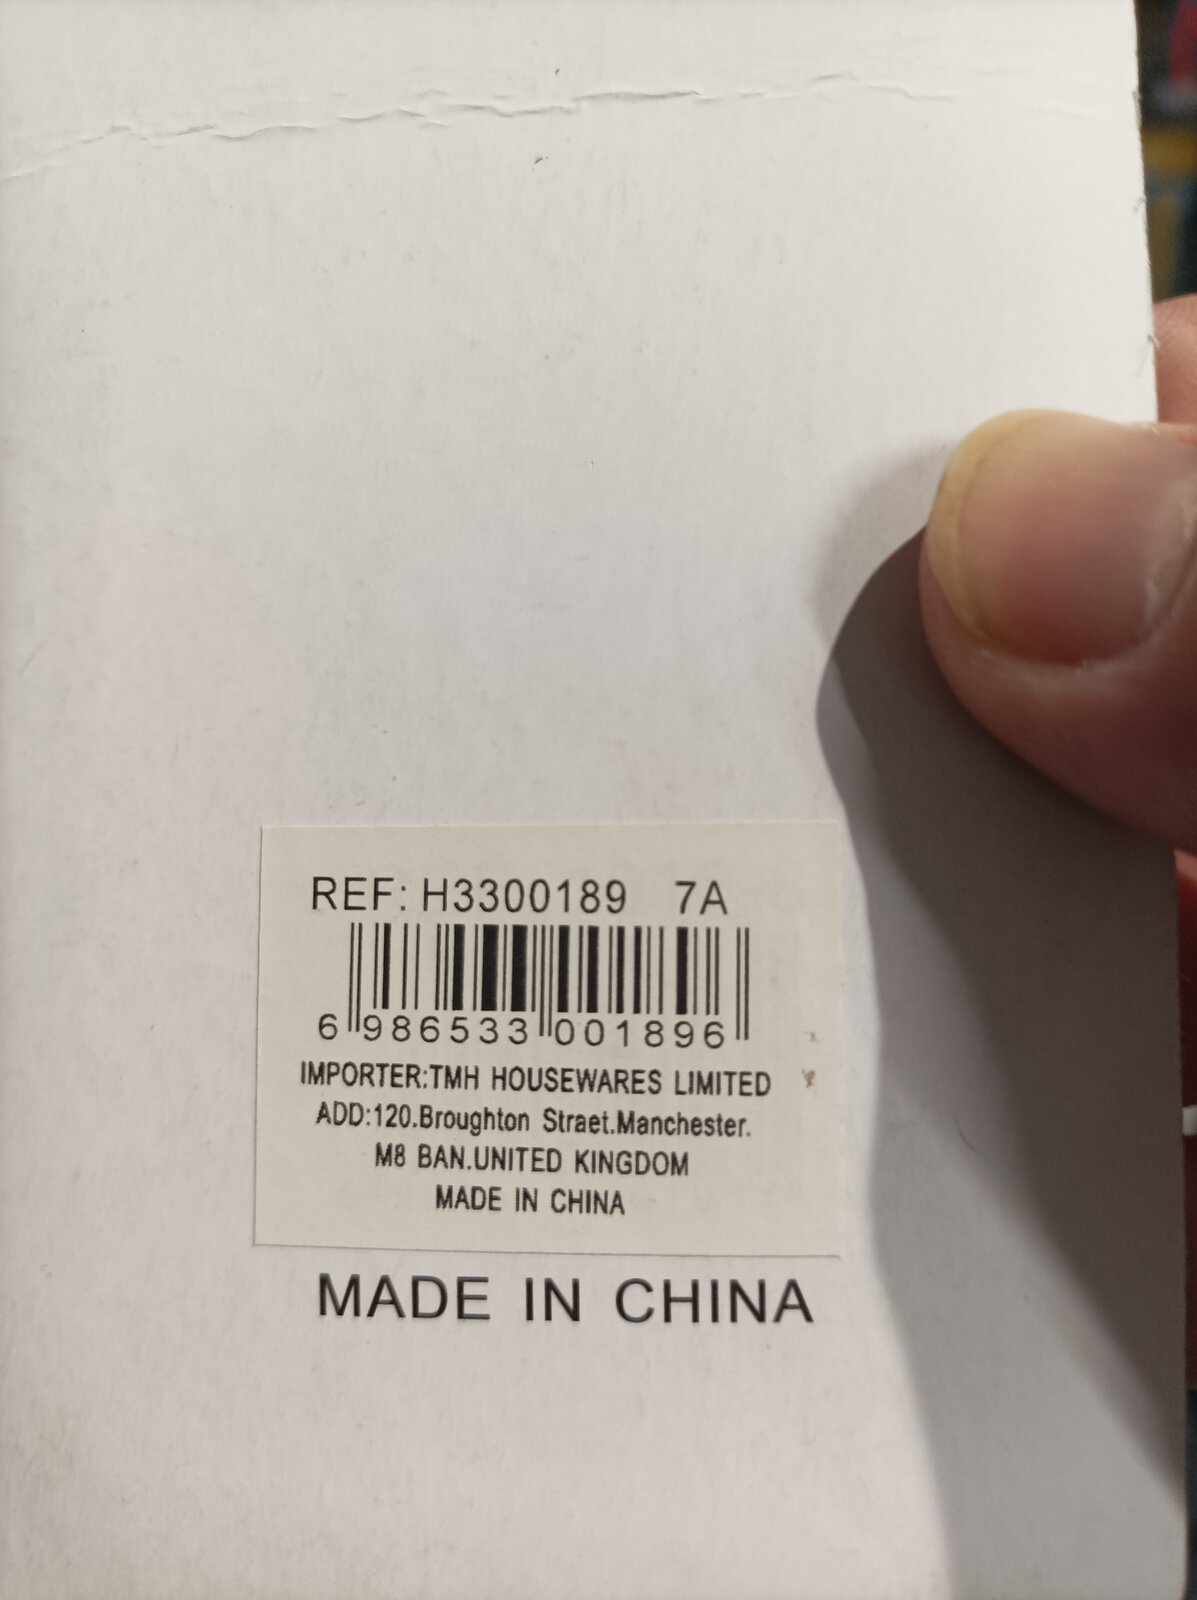 REF: H3300189 7A
6 986533 001896
IMPORTER:TMH HOUSEWARES LIMITED
ADD:120.Broughton Straet.Manchester.
M8 BAN.UNITED KINGDOM
MADE IN CHINA
MADE IN CHINA